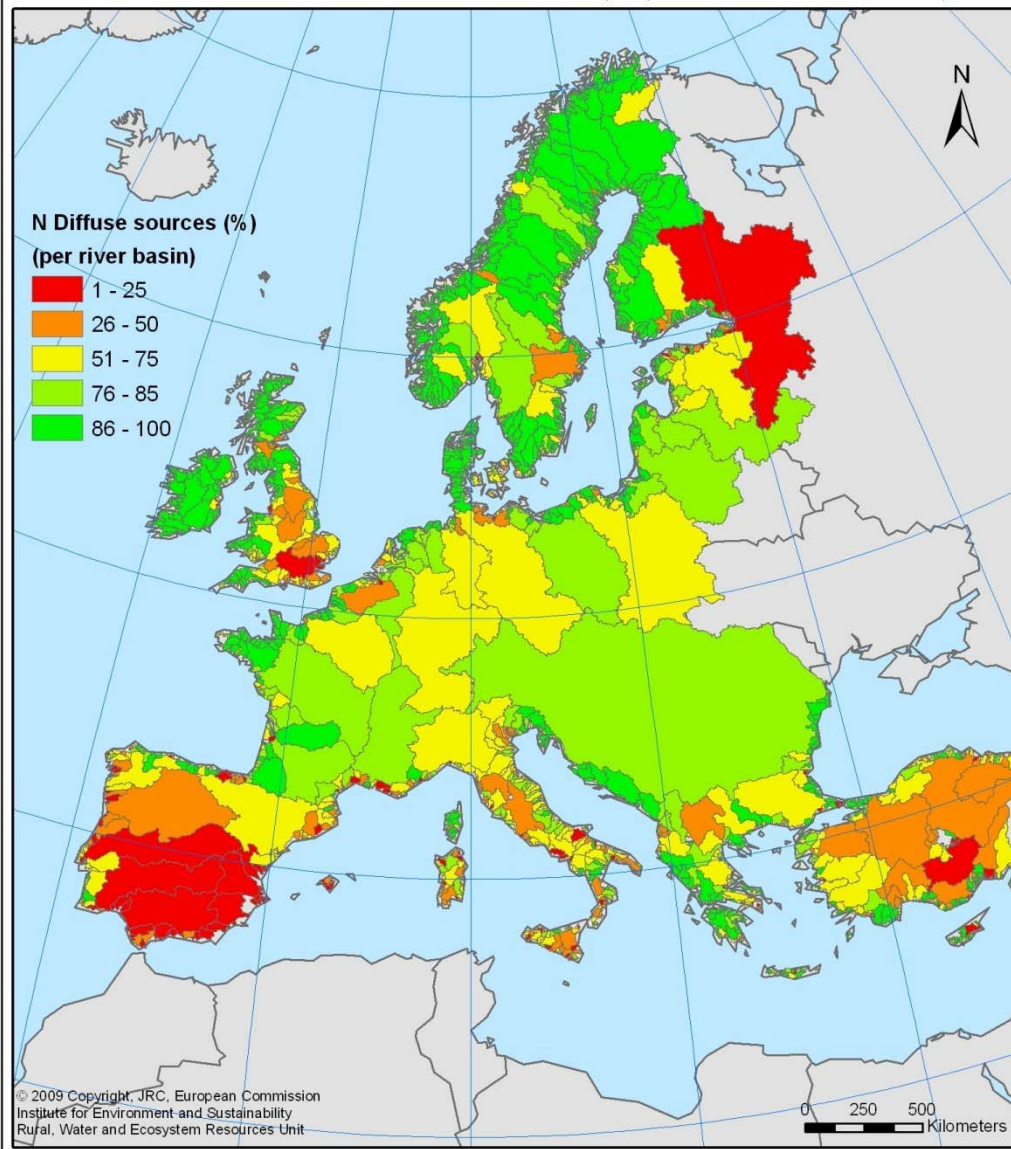 N
N Diffuse sources (%)
(per river basin)
1 - 25
26 - 50
51 - 75
76 - 85
86 - 100
© 2009 Copyright, JRC, European Commission
Institute for Environment and Sustainability
Rural, Water and Ecosystem Resources Unit
0 250 500
Kilometers